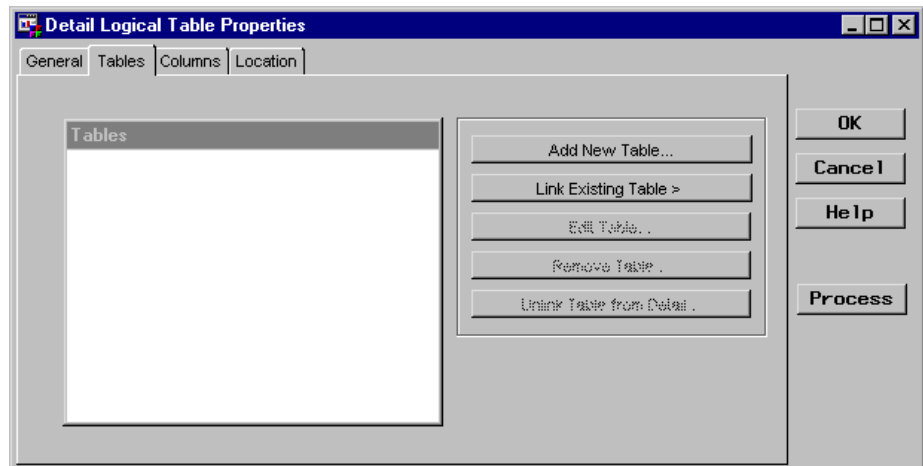 Detail Logical Table Properties
General Tables Columns Location
Tables
Add New Table...
Link Existing Table >
Edit Table. .
Remove Table .
Unlink Table from Detail .
OK
Cancel
Help
Process